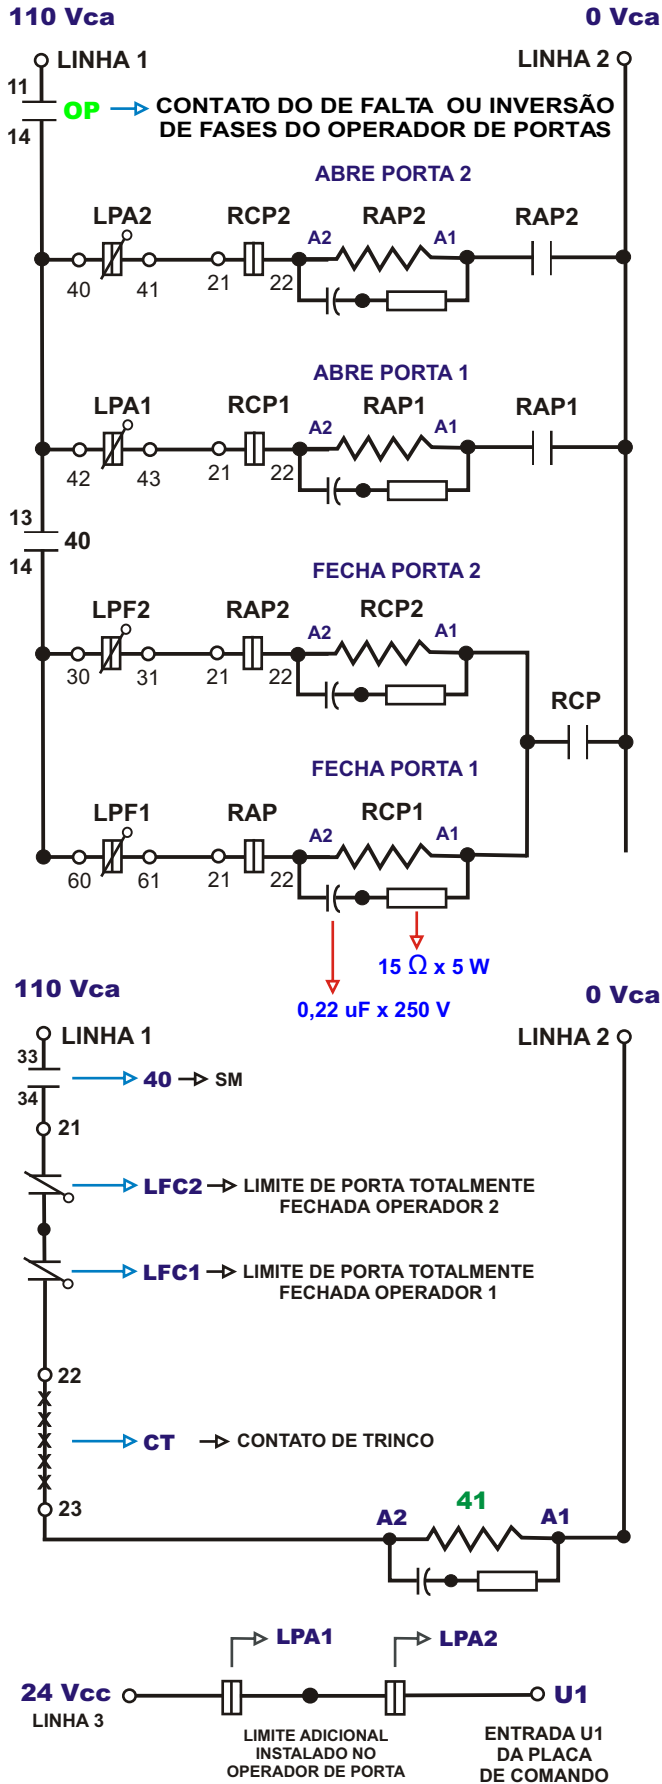 110 Vca
0 Vca
LINHA 1
LINHA 2
11
OP
CONTATO DO DE FALTA OU INVERSÃO
DE FASES DO OPERADOR DE PORTAS
14
ABRE PORTA 2
LPA2
RCP2
RAP2
RAP2
A2
A1
40
41
21
22
ABRE PORTA 1
LPA1
RCP1
RAP1
RAP1
A2
A1
42
43
21
22
13
40
14
FECHA PORTA 2
LPF2
RAP2
RCP2
A2
A1
30
31
21
22
RCP
FECHA PORTA 1
LPF1
RAP
RCP1
A2
A1
60
61
21
22
15 Ω x 5 W
0,22 uF x 250 V
110 Vca
0 Vca
LINHA 1
LINHA 2
33
40
SM
34
21
LFC2
LIMITE DE PORTA TOTALMENTE
FECHADA OPERADOR 2
LFC1
LIMITE DE PORTA TOTALMENTE
FECHADA OPERADOR 1
22
CT
CONTATO DE TRINCO
23
41
A2
A1
LPA1
LPA2
24 Vcc
U1
LINHA 3
LIMITE ADICIONAL
INSTALADO NO
OPERADOR DE PORTA
ENTRADA U1
DA PLACA
DE COMANDO